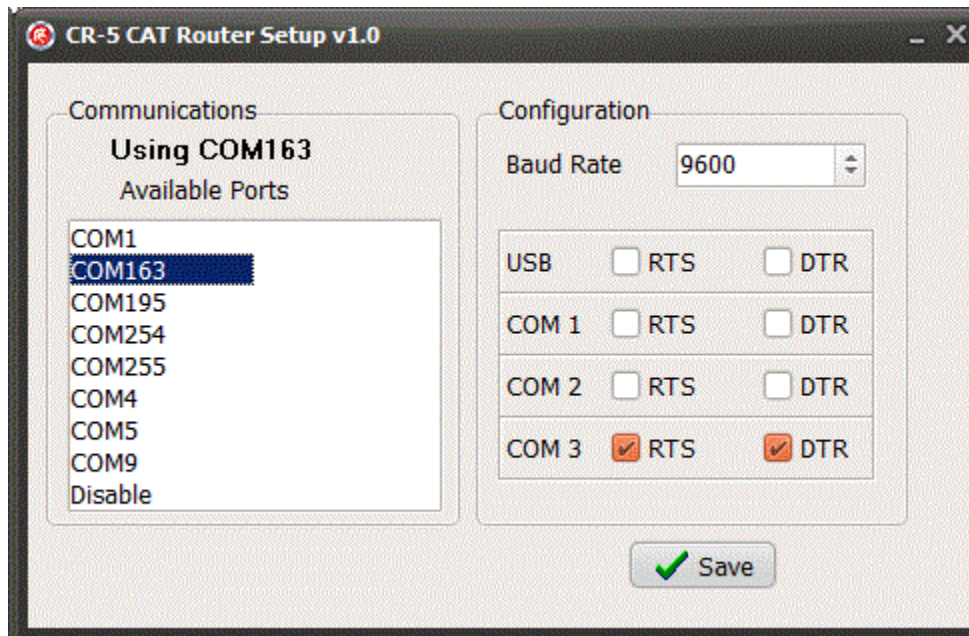 CR-5 CAT Router Setup v1.0
Communications
Using COM163
Available Ports
COM1
COM163
COM195
COM254
COM255
COM4
COM5
COM9
Disable
Configuration
Baud Rate 9600
USB RTS DTR
COM 1 RTS DTR
COM 2 RTS DTR
COM 3 RTS DTR
Save